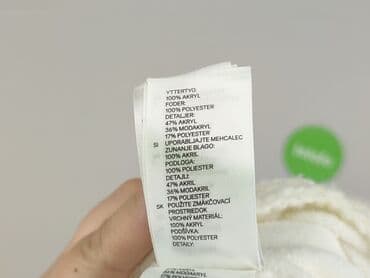 YTTERTYG:
100% AKRYL
FODER:
100% POLYESTER
DETALJER:
47% AKRYL
36% MODAKRYL
17% POLYESTER
SI UPORABLJAJTE MEHCALEC
ZUNANJE BLAGO:
100% AKRIL
PODLOGA:
100% POLIESTER
DETAJLI:
47% AKRIL
36% MODAKRIL
17% POLIESTER
SK POUŽITE ZMÄKČOVACÍ
PROSTRIEDOK
VRCHNÝ MATERIÁL:
100% AKRYL
PODŠÍVKA:
100% POLYESTER
DETAILY: